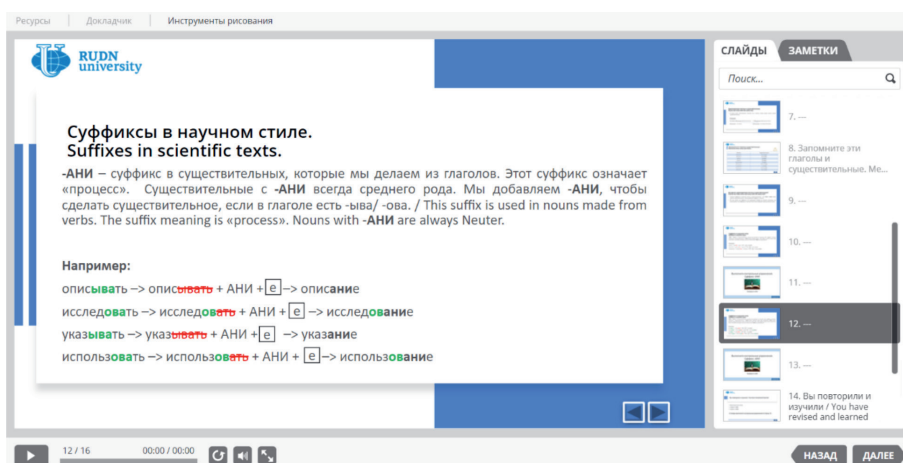 Ресурсы Докладчик Инструменты рисования
RUDN
university
Суффиксы в научном стиле.
Suffixes in scientific texts.
-АНИ – суффикс в существительных, которые мы делаем из глаголов. Этот суффикс означает
«процесс». Существительные с -АНИ всегда среднего рода. Мы добавляем -АНИ, чтобы
сделать существительное, если в глаголе есть -ыва/ -ова. / This suffix is used in nouns made from
verbs. The suffix meaning is «process». Nouns with -АНИ are always Neuter.
Например:
описывать –> описывать + АНИ + е –> описание
исследовать –> исследовать + АНИ + е –> исследование
указывать –> указывать + АНИ + е –> указание
использовать –> использовать + АНИ + е –> использование
СЛАЙДЫ ЗАМЕТКИ
Поиск...
7. ---
8. Запомните эти
глаголы и
существительные. Me...
9. ---
10. ---
11. ---
12. ---
13. ---
14. Вы повторили и
изучили / You have
revised and learned
12 / 16 00:00 / 00:00
НАЗАД ДАЛЕЕ